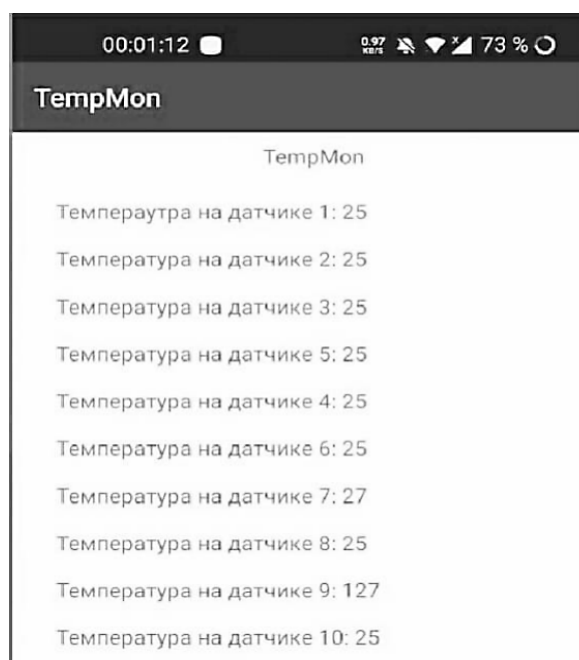 00:01:12 0.97 KB/S 73 %
TempMon
TempMon
Темпераутра на датчике 1: 25
Температура на датчике 2: 25
Температура на датчике 3: 25
Температура на датчике 5: 25
Температура на датчике 4: 25
Температура на датчике 6: 25
Температура на датчике 7: 27
Температура на датчике 8: 25
Температура на датчике 9: 127
Температура на датчике 10: 25